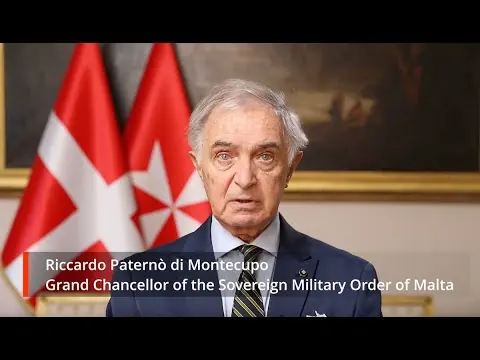 Riccardo Paternò di Montecupo
Grand Chancellor of the Sovereign Military Order of Malta